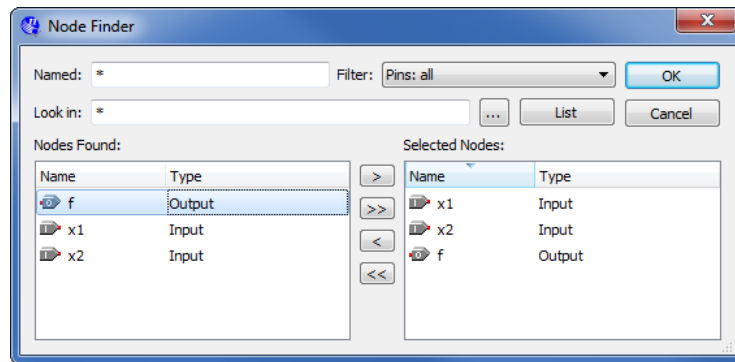 Node Finder
Named: * Filter: Pins: all OK
Look in: * ... List Cancel
Nodes Found: Selected Nodes:
Name Type > Name Type
f Output >> x1 Input
x1 Input < x2 Input
x2 Input << f Output